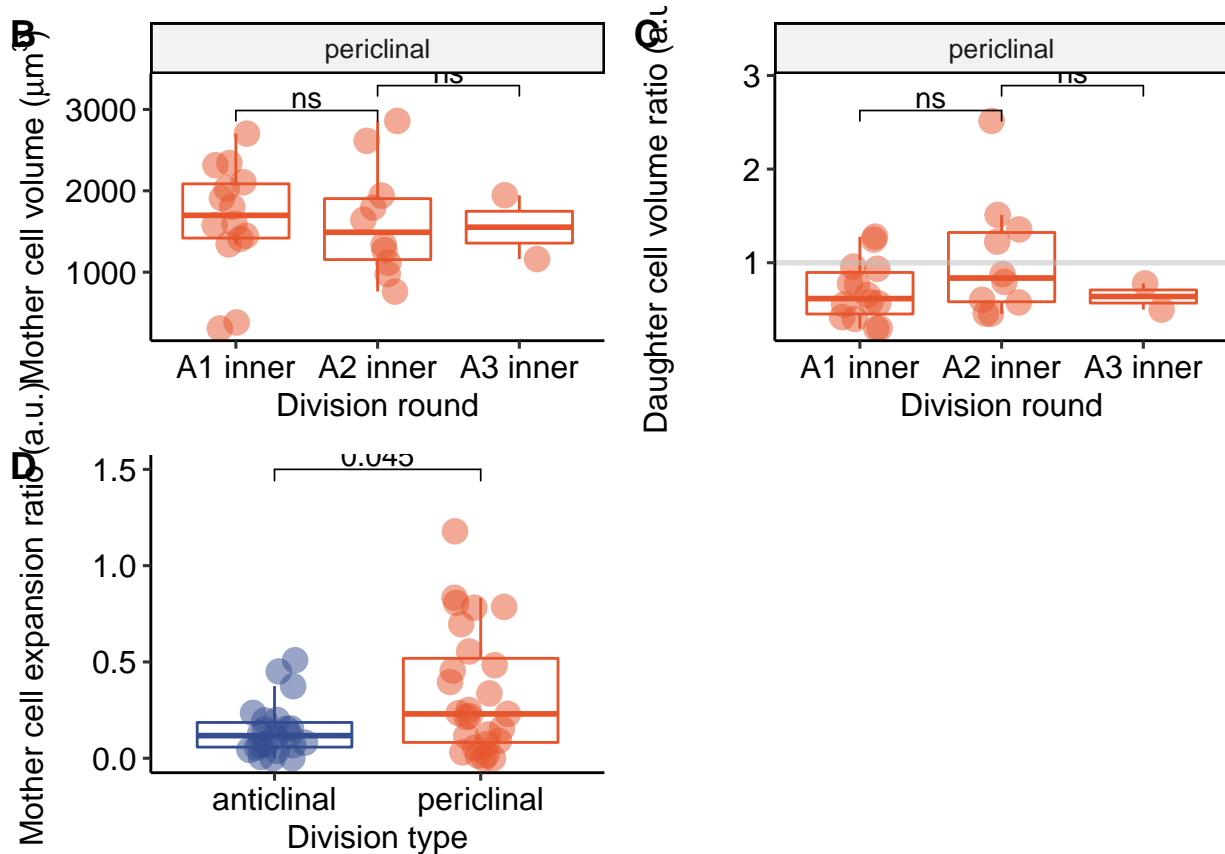 B
periclinal
Mother cell volume (μm³)
3000
2000
1000
ns
ns
A1 inner A2 inner A3 inner
Division round
C
periclinal
Daughter cell volume ratio (a.u
3
2
1
ns
ns
A1 inner A2 inner A3 inner
Division round
D
Mother cell expansion ratio (a.u.)
1.5
1.0
0.5
0.0
0.045
anticlinal periclinal
Division type